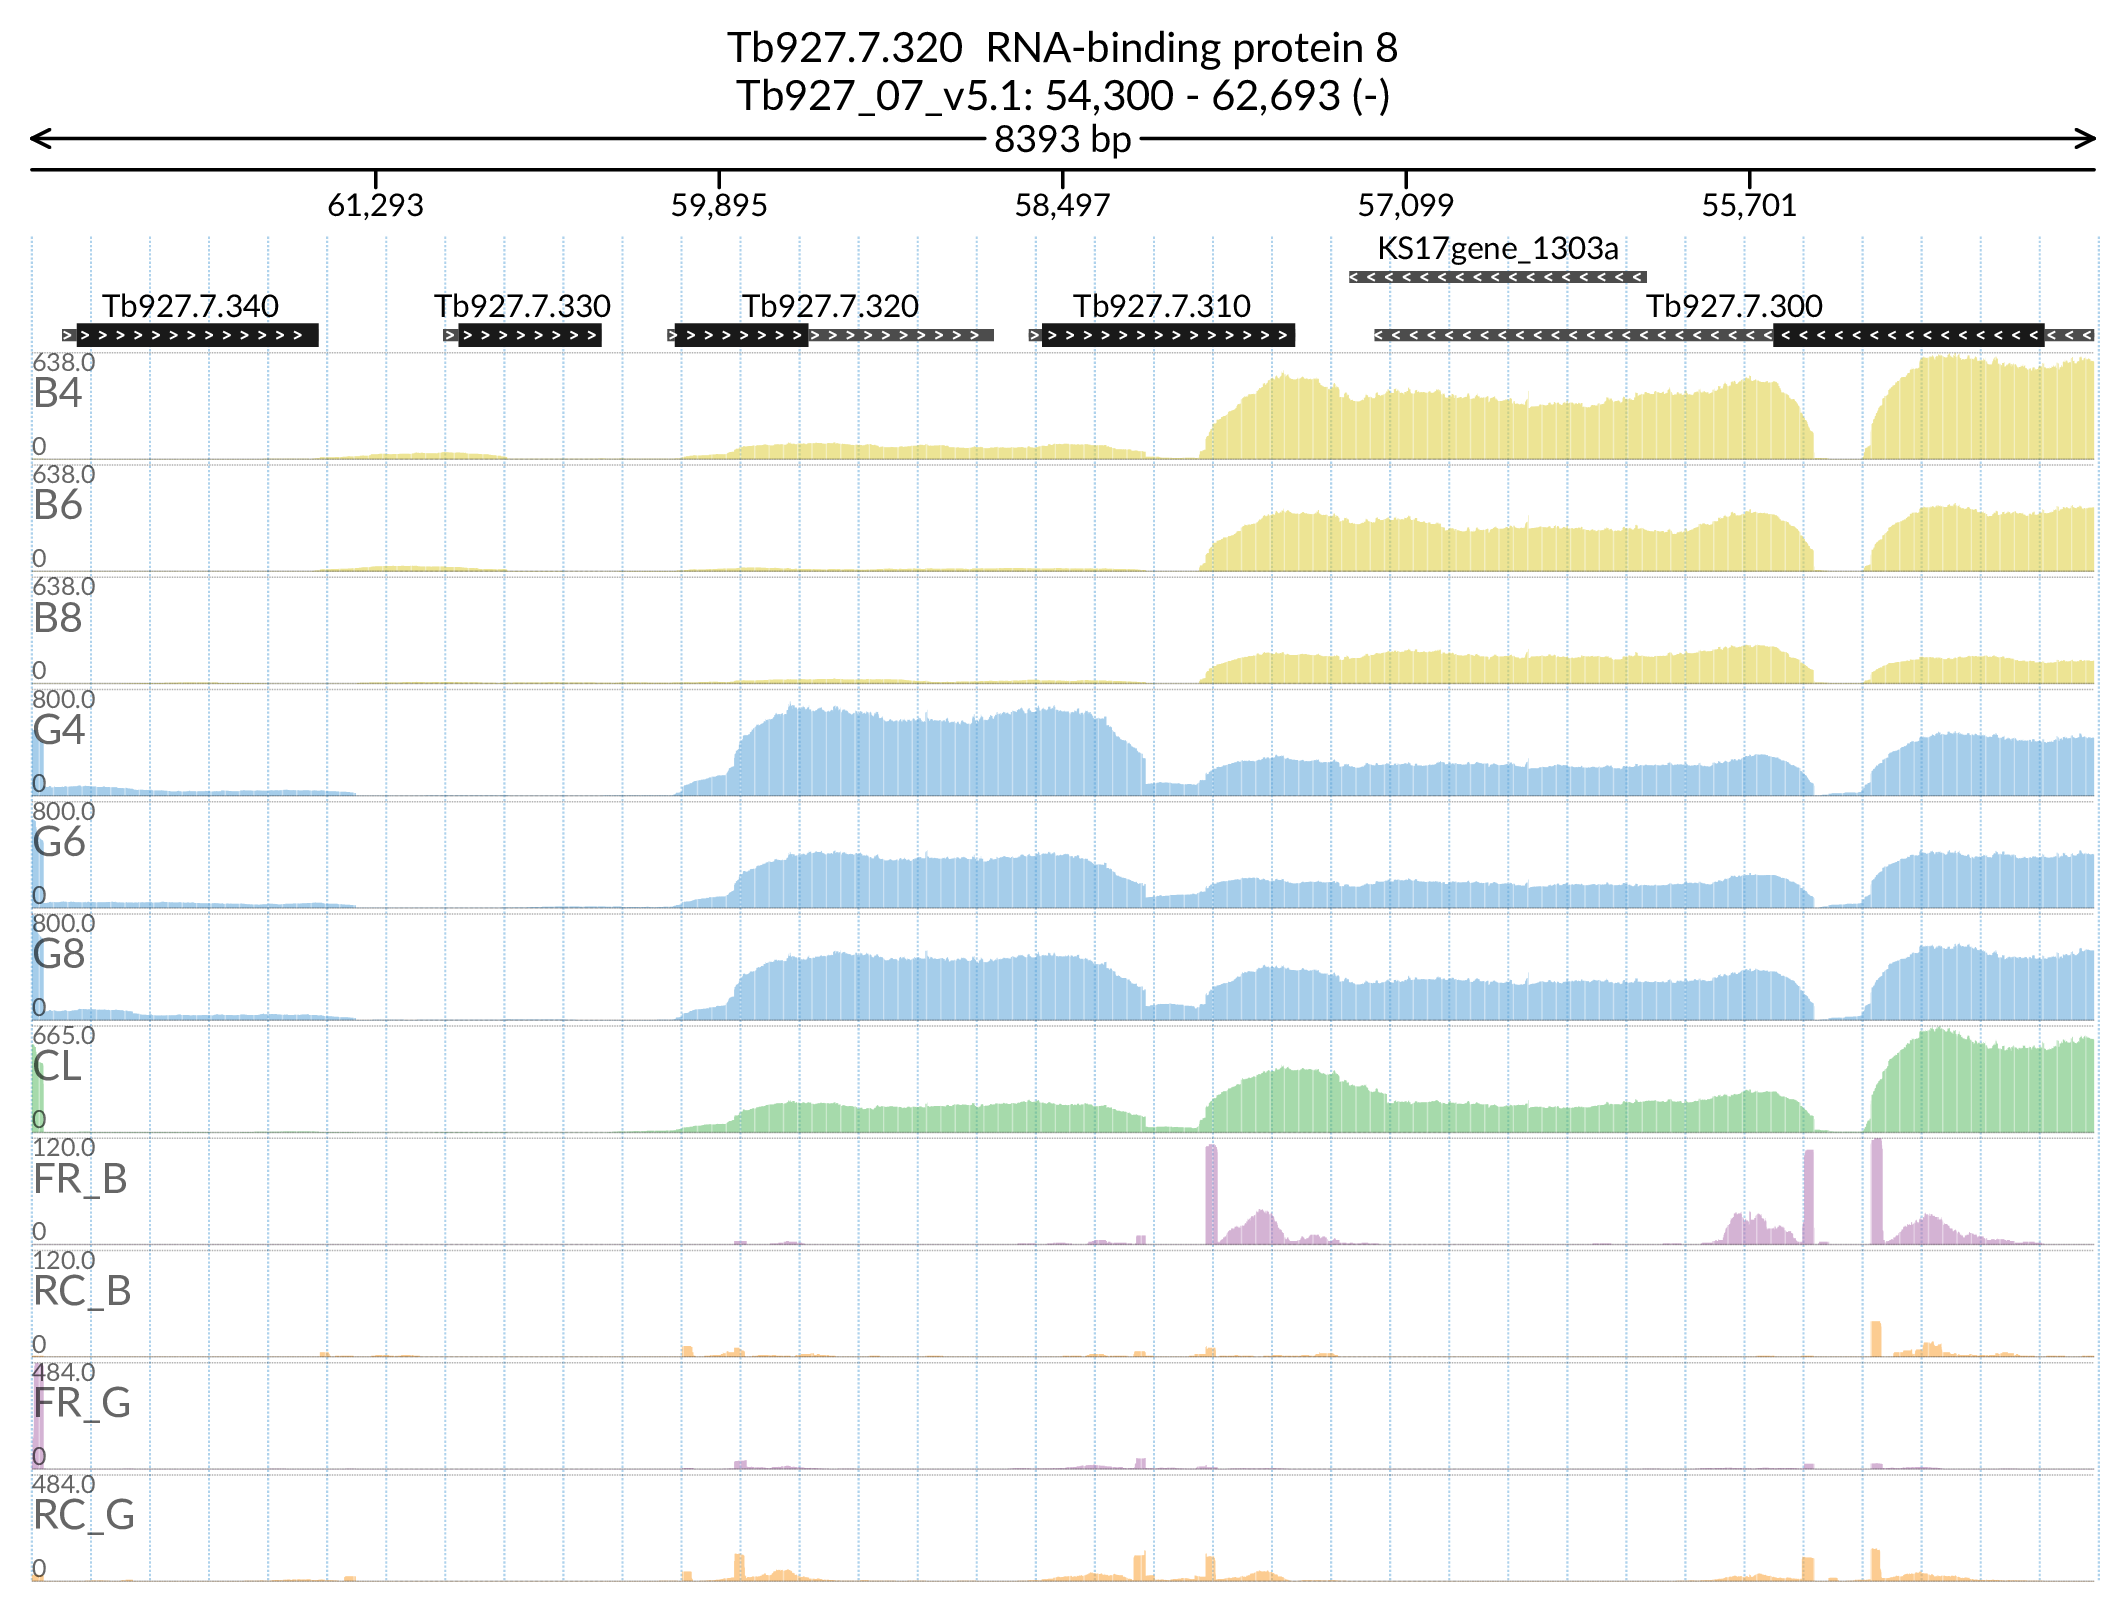 Tb927.7.320  RNA-binding protein 8
Tb927_07_v5.1: 54,300 - 62,693 (-)
8393 bp
61,293 59,895 58,497 57,099 55,701
KS17gene_1303a
Tb927.7.340 Tb927.7.330 Tb927.7.320 Tb927.7.310 Tb927.7.300
638.0
B4
0
638.0
B6
0
638.0
B8
0
800.0
G4
0
800.0
G6
0
800.0
G8
0
665.0
CL
0
120.0
FR_B
0
120.0
RC_B
0
484.0
FR_G
0
484.0
RC_G
0